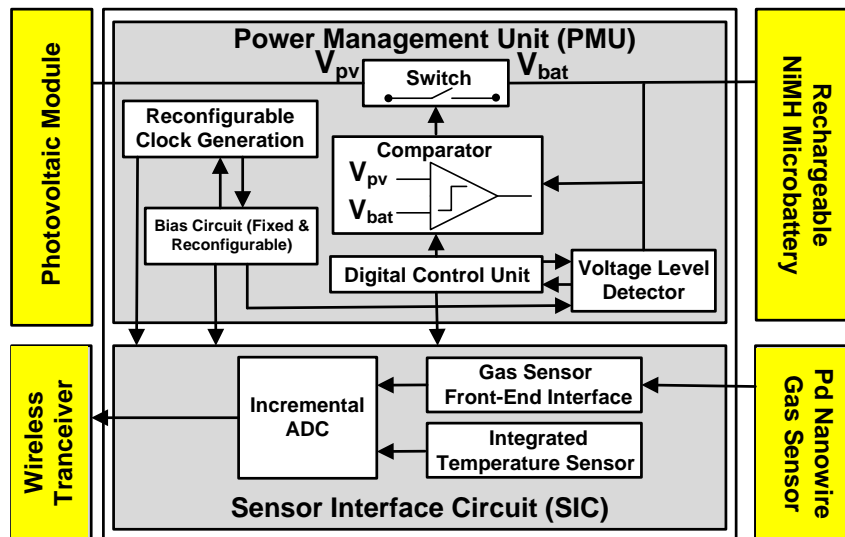 Power Management Unit (PMU)
Photovoltaic Module
Vpv
Switch
Vbat
Rechargeable
NiMH Microbattery
Reconfigurable
Clock Generation
Comparator
Vpv
Vbat
Bias Circuit (Fixed &
Reconfigurable)
Digital Control Unit
Voltage Level
Detector
Wireless
Tranceiver
Incremental
ADC
Gas Sensor
Front-End Interface
Integrated
Temperature Sensor
Pd Nanowire
Gas Sensor
Sensor Interface Circuit (SIC)